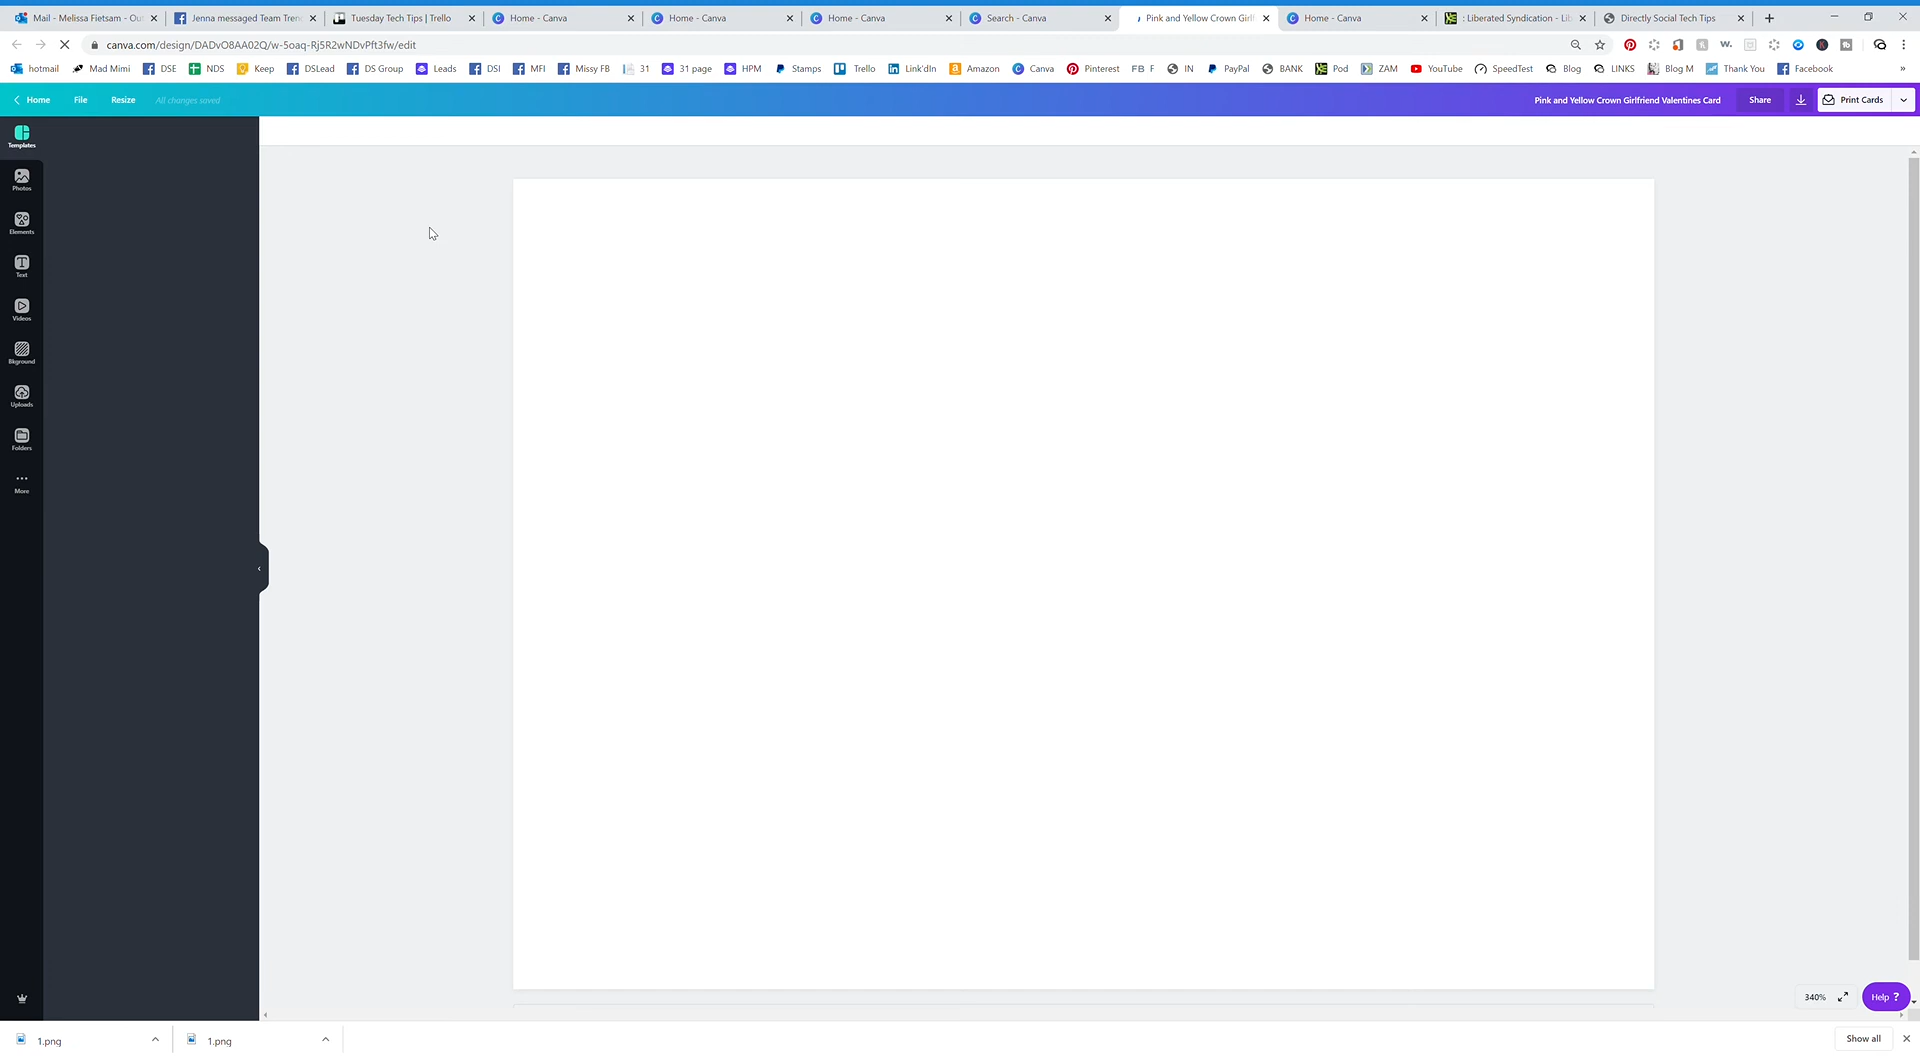 Mail - Melissa Fietsam - Ou
Jenna messaged Team Tren
Tuesday Tech Tips | Trello
Home - Canva
Home - Canva
Home - Canva
Search - Canva
Pink and Yellow Crown Girlf
Home - Canva
: Liberated Syndication - Lib
Directly Social Tech Tips
canva.com/design/DADvO8AA02Q/w-5oaq-Rj5R2wNDvPft3fw/edit
hotmail Mad Mimi DSE NDS Keep DSLead DS Group Leads DSI MFI Missy FB 31 31 page HPM Stamps Trello Link'dIn Amazon Canva Pinterest FB F IN PayPal BANK Pod ZAM YouTube SpeedTest Blog LINKS Blog M Thank You Facebook »
Home File Resize All changes saved
Pink and Yellow Crown Girlfriend Valentines Card Share Print Cards
Templates
Photos
Elements
Text
Videos
Bkground
Uploads
Folders
More
340% Help ?
1.png 1.png Show all